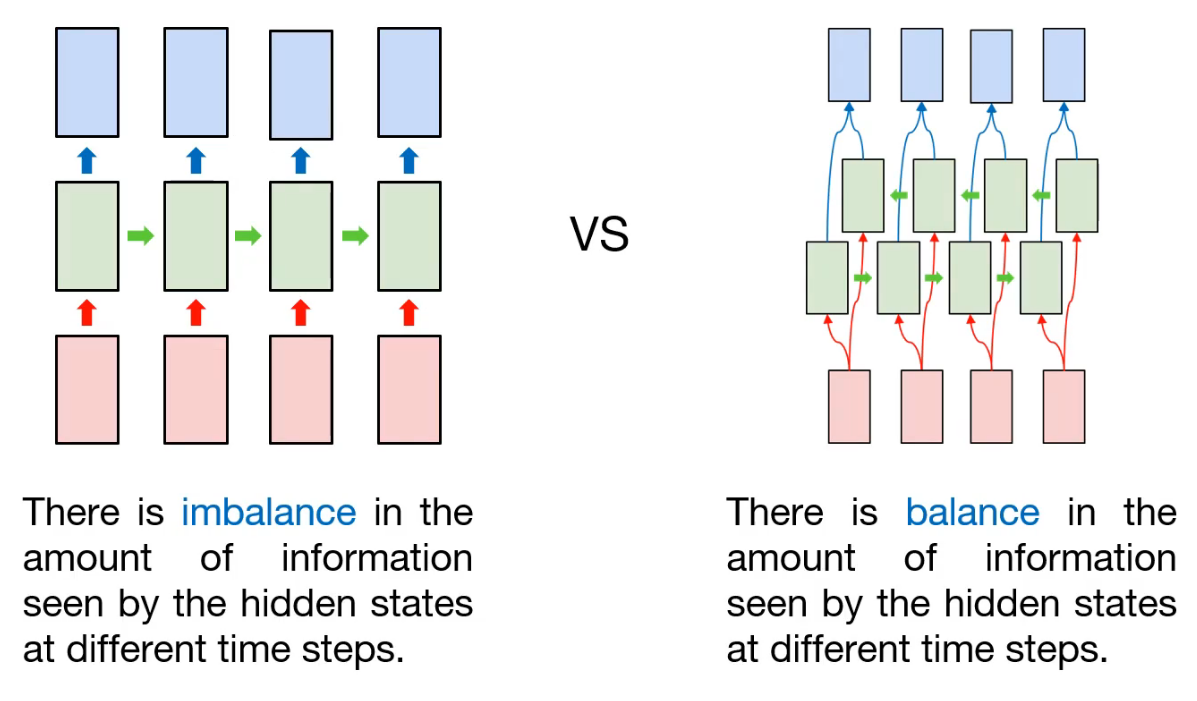 VS
There is imbalance in the
amount of information
seen by the hidden states
at different time steps.
There is balance in the
amount of information
seen by the hidden states
at different time steps.